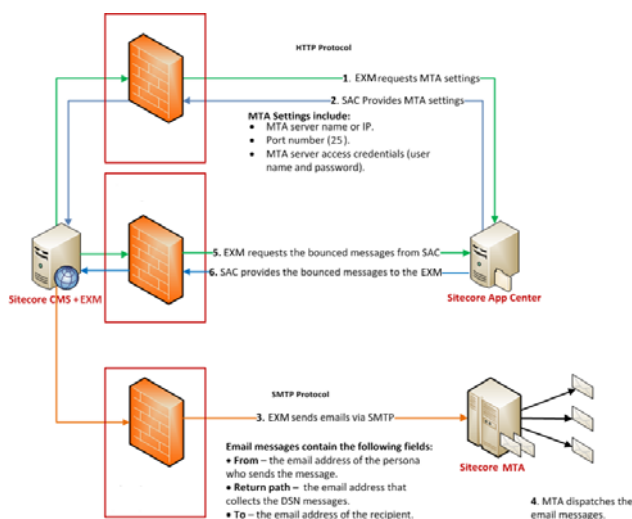 HTTP Protocol
1. EXM requests MTA settings
2. SAC Provides MTA settings
MTA Settings include:
• MTA server name or IP.
• Port number (25).
• MTA server access credentials (user
name and password).
5. EXM requests the bounced messages from SAC
6. SAC provides the bounced messages to the EXM
Sitecore CMS + EXM
Sitecore App Center
SMTP Protocol
3. EXM sends emails via SMTP
Email messages contain the following fields:
• From – the email address of the persona
who sends the message.
• Return path – the email address that
collects the DSN messages.
• To – the email address of the recipient.
Sitecore MTA
4. MTA dispatches the
email messages.